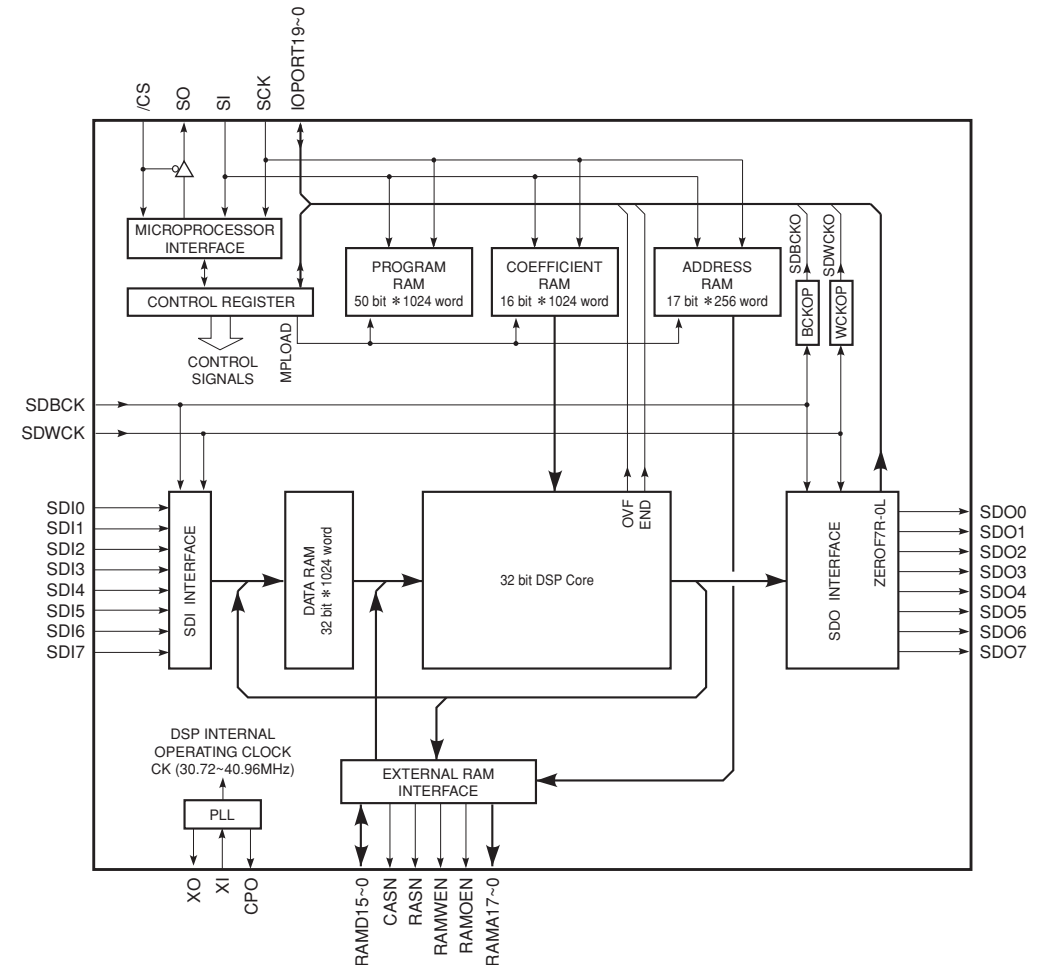 /CS
SO
SI
SCK
IOPORT19~0
MICROPROCESSOR
INTERFACE
CONTROL REGISTER
CONTROL
SIGNALS
MPLOAD
PROGRAM
RAM
50 bit * 1024 word
COEFFICIENT
RAM
16 bit * 1024 word
ADDRESS
RAM
17 bit * 256 word
SDBCKO
SDWCKO
BCKOP
WCKOP
SDBCK
SDWCK
SDI0
SDI1
SDI2
SDI3
SDI4
SDI5
SDI6
SDI7
SDI INTERFACE
DATA RAM
32 bit * 1024 word
32 bit DSP Core
OVF
END
SDO INTERFACE
ZEROF7R-0L
SDO0
SDO1
SDO2
SDO3
SDO4
SDO5
SDO6
SDO7
DSP INTERNAL
OPERATING CLOCK
CK (30.72~40.96MHz)
PLL
EXTERNAL RAM
INTERFACE
XO
XI
CPO
RAMD15~0
CASN
RASN
RAMWEN
RAMOEN
RAMA17~0